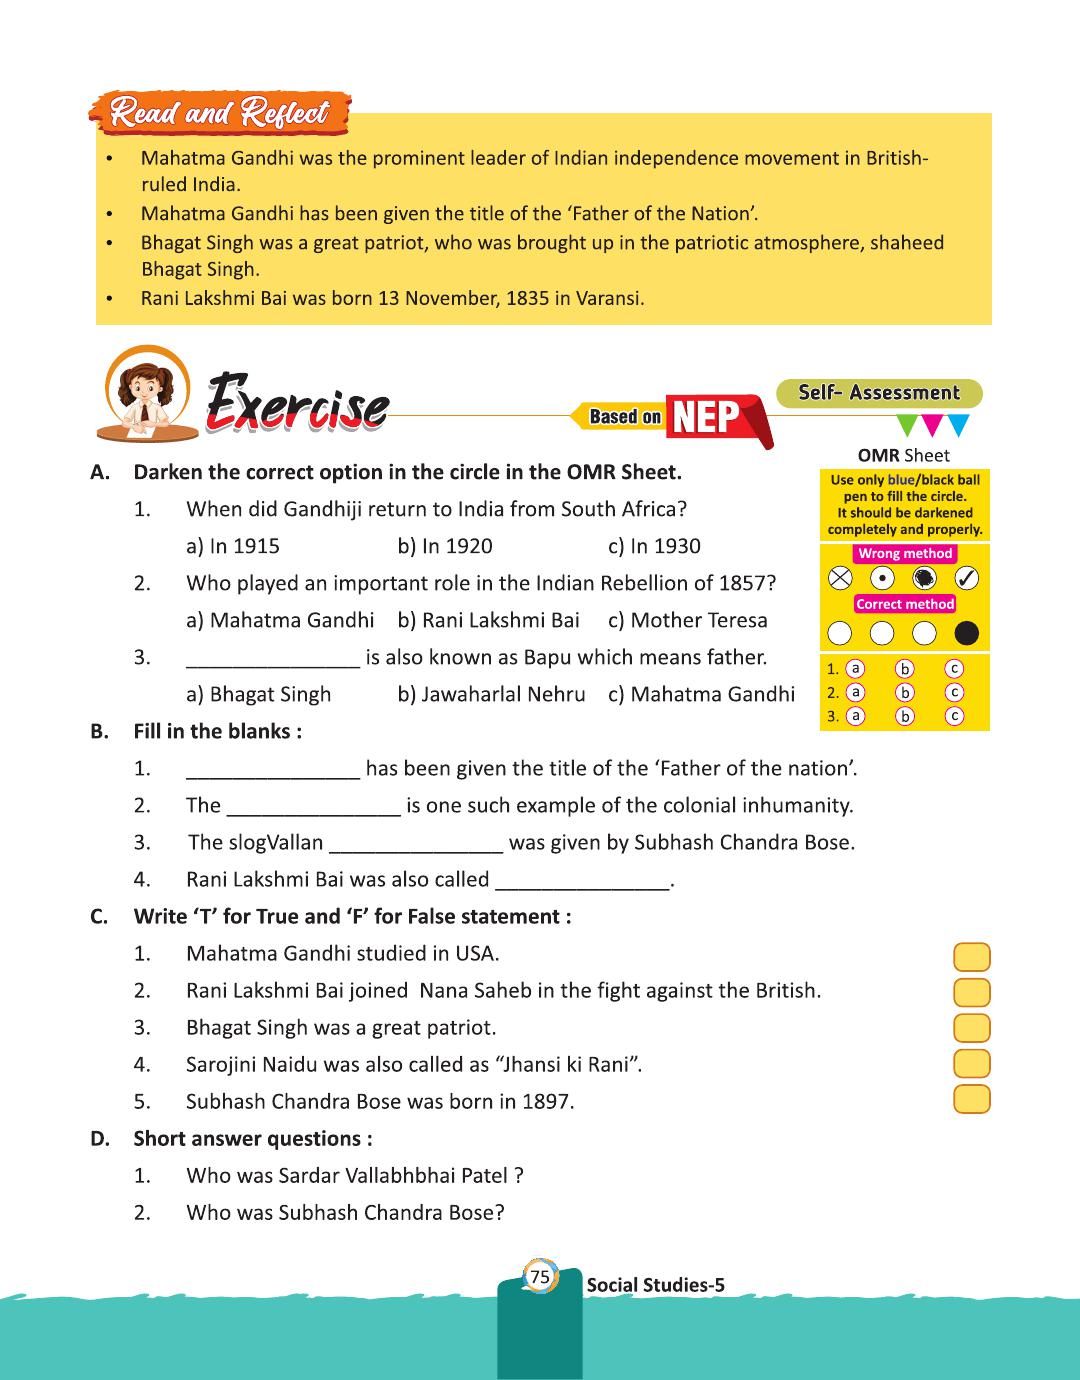 Read and Reflect
• Mahatma Gandhi was the prominent leader of Indian independence movement in British-
ruled India.
• Mahatma Gandhi has been given the title of the ‘Father of the Nation’.
• Bhagat Singh was a great patriot, who was brought up in the patriotic atmosphere, shaheed
Bhagat Singh.
• Rani Lakshmi Bai was born 13 November, 1835 in Varansi.
Exercise
Based on NEP
Self- Assessment
OMR Sheet
Use only blue/black ball
pen to fill the circle.
It should be darkened
completely and properly.
Wrong method
Correct method
1. a b c
2. a b c
3. a b c
A. Darken the correct option in the circle in the OMR Sheet.
1. When did Gandhiji return to India from South Africa?
a) In 1915 b) In 1920 c) In 1930
2. Who played an important role in the Indian Rebellion of 1857?
a) Mahatma Gandhi b) Rani Lakshmi Bai c) Mother Teresa
3. _______________ is also known as Bapu which means father.
a) Bhagat Singh b) Jawaharlal Nehru c) Mahatma Gandhi
B. Fill in the blanks :
1. _______________ has been given the title of the ‘Father of the nation’.
2. The _______________ is one such example of the colonial inhumanity.
3. The slogVallan _______________ was given by Subhash Chandra Bose.
4. Rani Lakshmi Bai was also called _______________.
C. Write ‘T’ for True and ‘F’ for False statement :
1. Mahatma Gandhi studied in USA.
2. Rani Lakshmi Bai joined Nana Saheb in the fight against the British.
3. Bhagat Singh was a great patriot.
4. Sarojini Naidu was also called as “Jhansi ki Rani”.
5. Subhash Chandra Bose was born in 1897.
D. Short answer questions :
1. Who was Sardar Vallabhbhai Patel ?
2. Who was Subhash Chandra Bose?
75
Social Studies-5